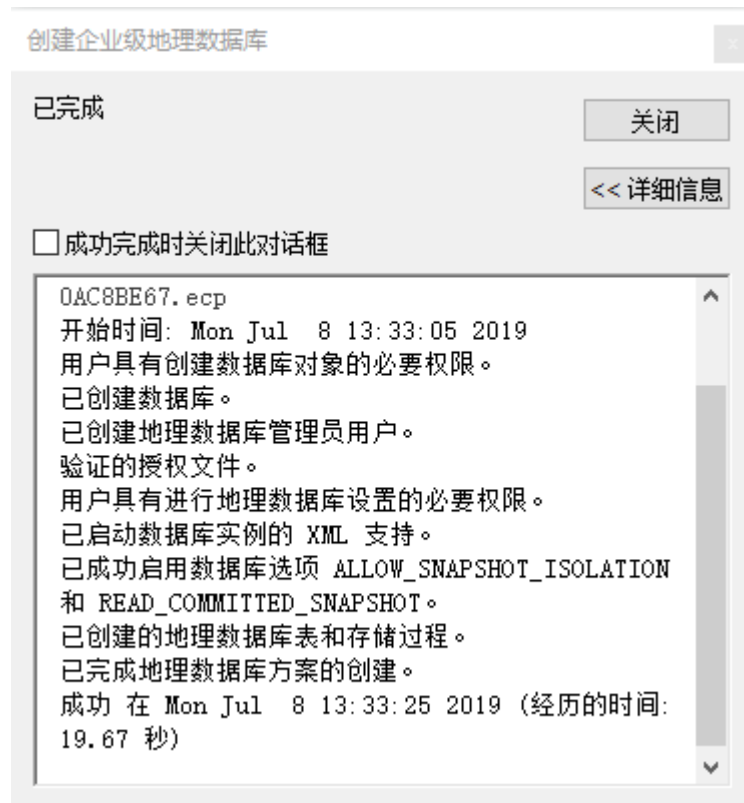 创建企业级地理数据库
x
已完成
关闭
<< 详细信息
成功完成时关闭此对话框
0AC8BE67.ecp
开始时间: Mon Jul  8 13:33:05 2019
用户具有创建数据库对象的必要权限。
已创建数据库。
已创建地理数据库管理员用户。
验证的授权文件。
用户具有进行地理数据库设置的必要权限。
已启动数据库实例的 XML 支持。
已成功启用数据库选项 ALLOW_SNAPSHOT_ISOLATION
和 READ_COMMITTED_SNAPSHOT。
已创建的地理数据库表和存储过程。
已完成地理数据库方案的创建。
成功 在 Mon Jul  8 13:33:25 2019 (经历的时间:
19.67 秒)